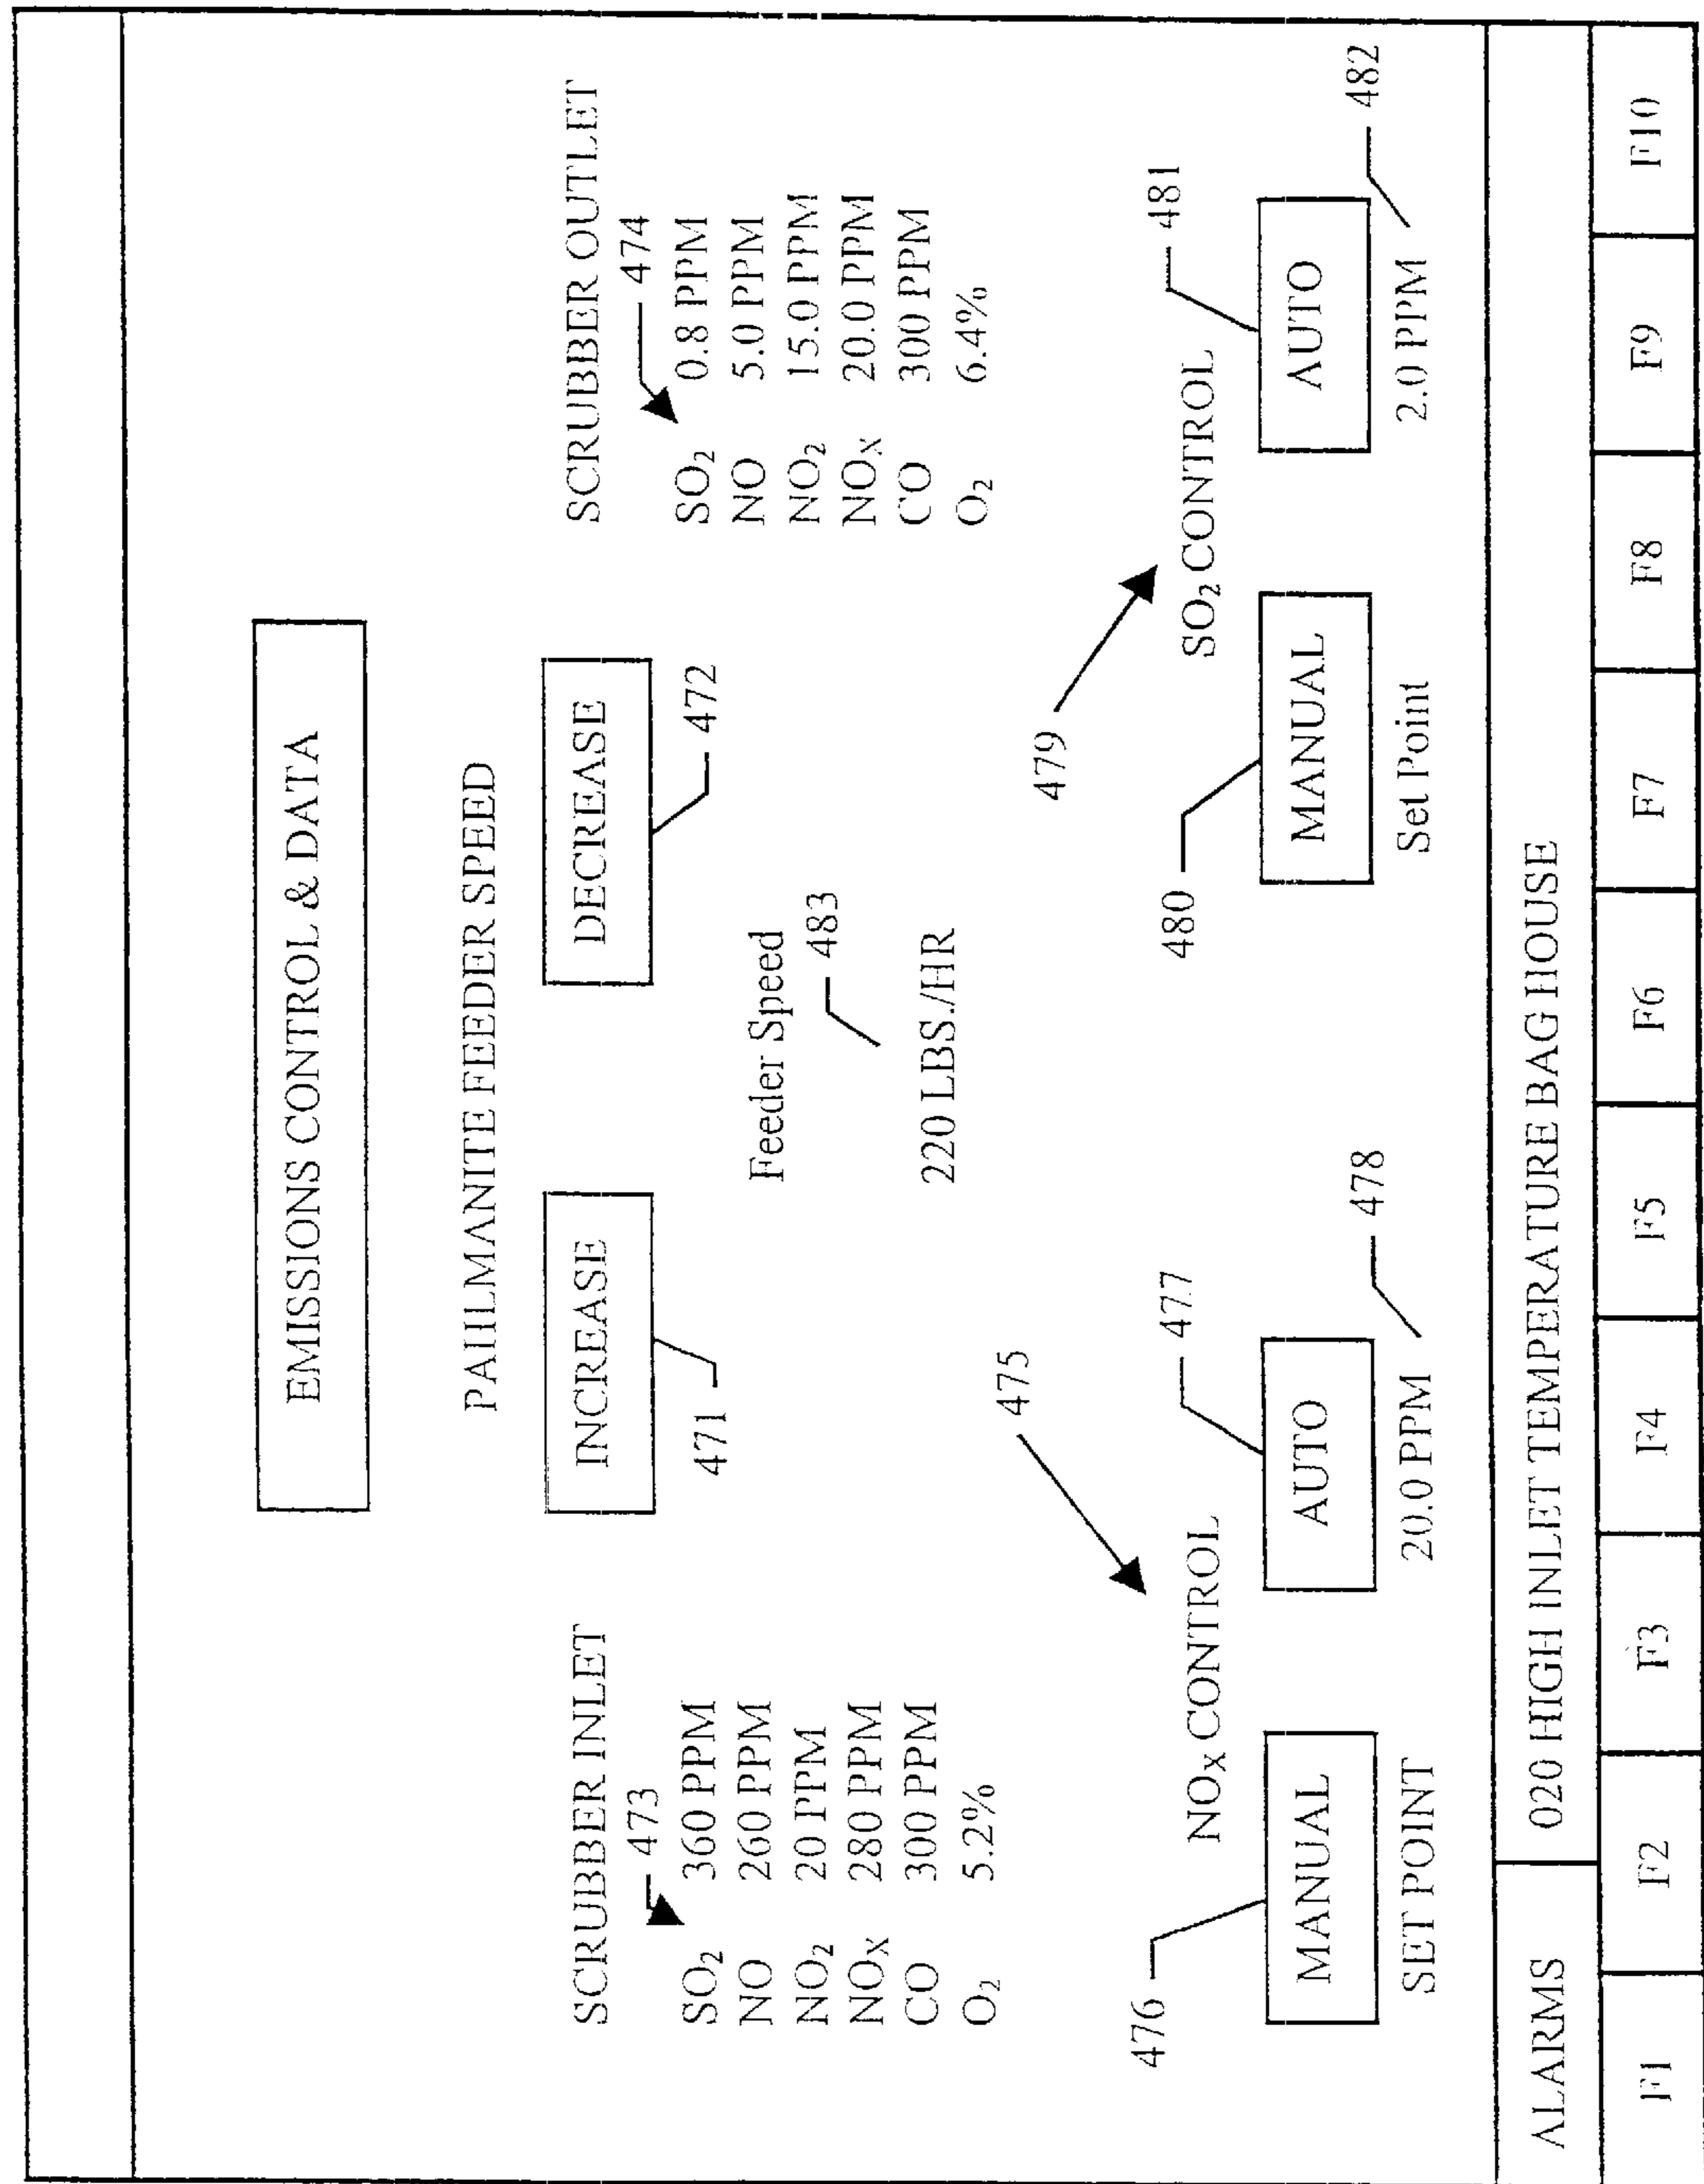 EMISSIONS CONTROL & DATA
PAHLMANITE FEEDER SPEED
INCREASE
471
DECREASE
472
Feeder Speed
483
220 LBS./HR
SCRUBBER INLET
473
SO₂ 360 PPM
NO 260 PPM
NO₂ 20 PPM
NOₓ 280 PPM
CO 300 PPM
O₂ 5.2%
SCRUBBER OUTLET
474
SO₂ 0.8 PPM
NO 5.0 PPM
NO₂ 15.0 PPM
NOₓ 20.0 PPM
CO 300 PPM
O₂ 6.4%
475
NOₓ CONTROL
476
MANUAL
477
AUTO
SET POINT
20.0 PPM
478
479
SO₂ CONTROL
480
MANUAL
481
AUTO
Set Point
2.0 PPM
482
ALARMS 020 HIGH INLET TEMPERATURE BAG HOUSE
F1 F2 F3 F4 F5 F6 F7 F8 F9 F10